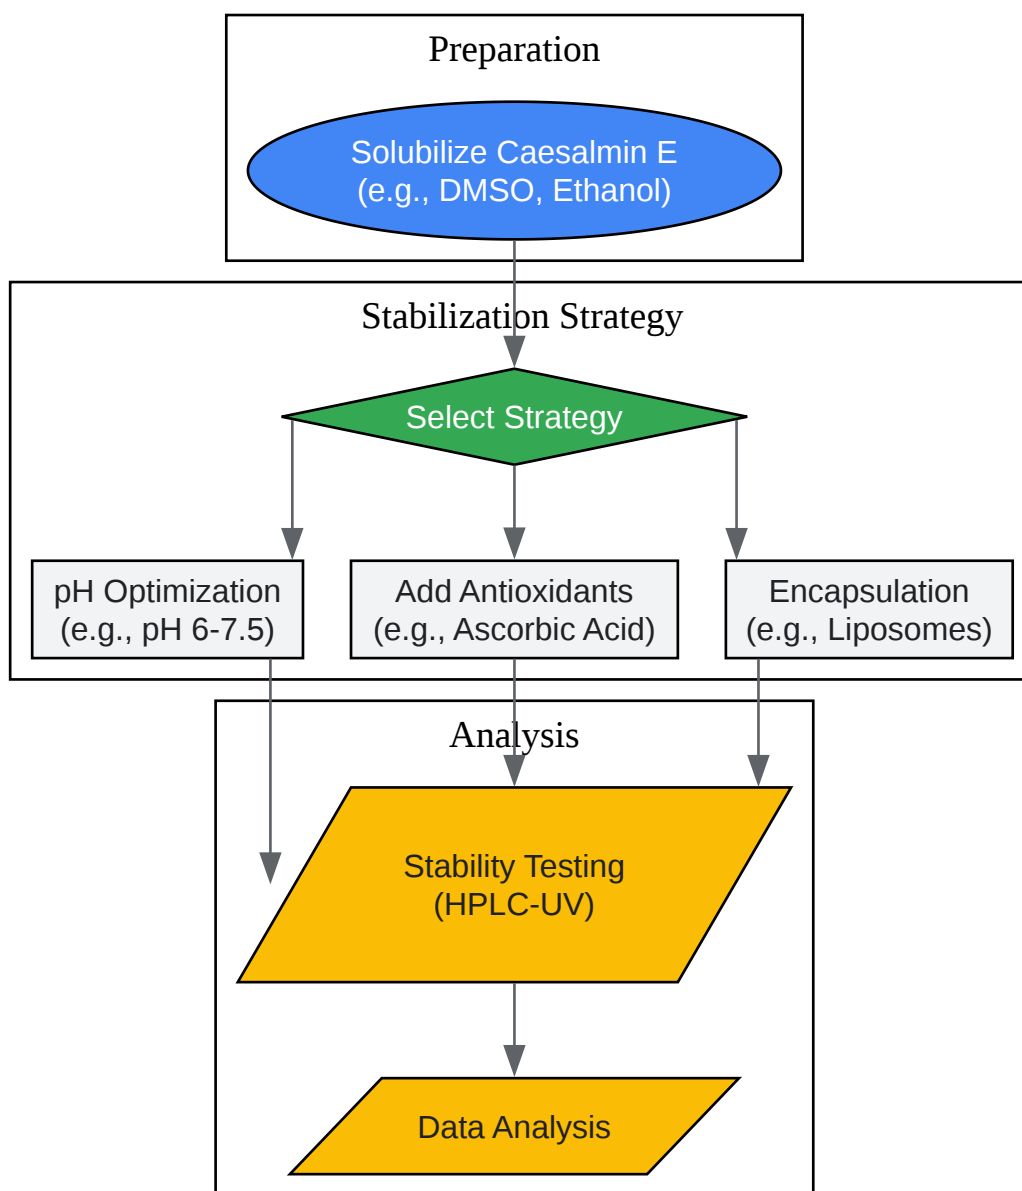 Preparation
Solubilize Caesalmin E
(e.g., DMSO, Ethanol)
Stabilization Strategy
Select Strategy
pH Optimization
(e.g., pH 6-7.5)
Add Antioxidants
(e.g., Ascorbic Acid)
Encapsulation
(e.g., Liposomes)
Analysis
Stability Testing
(HPLC-UV)
Data Analysis